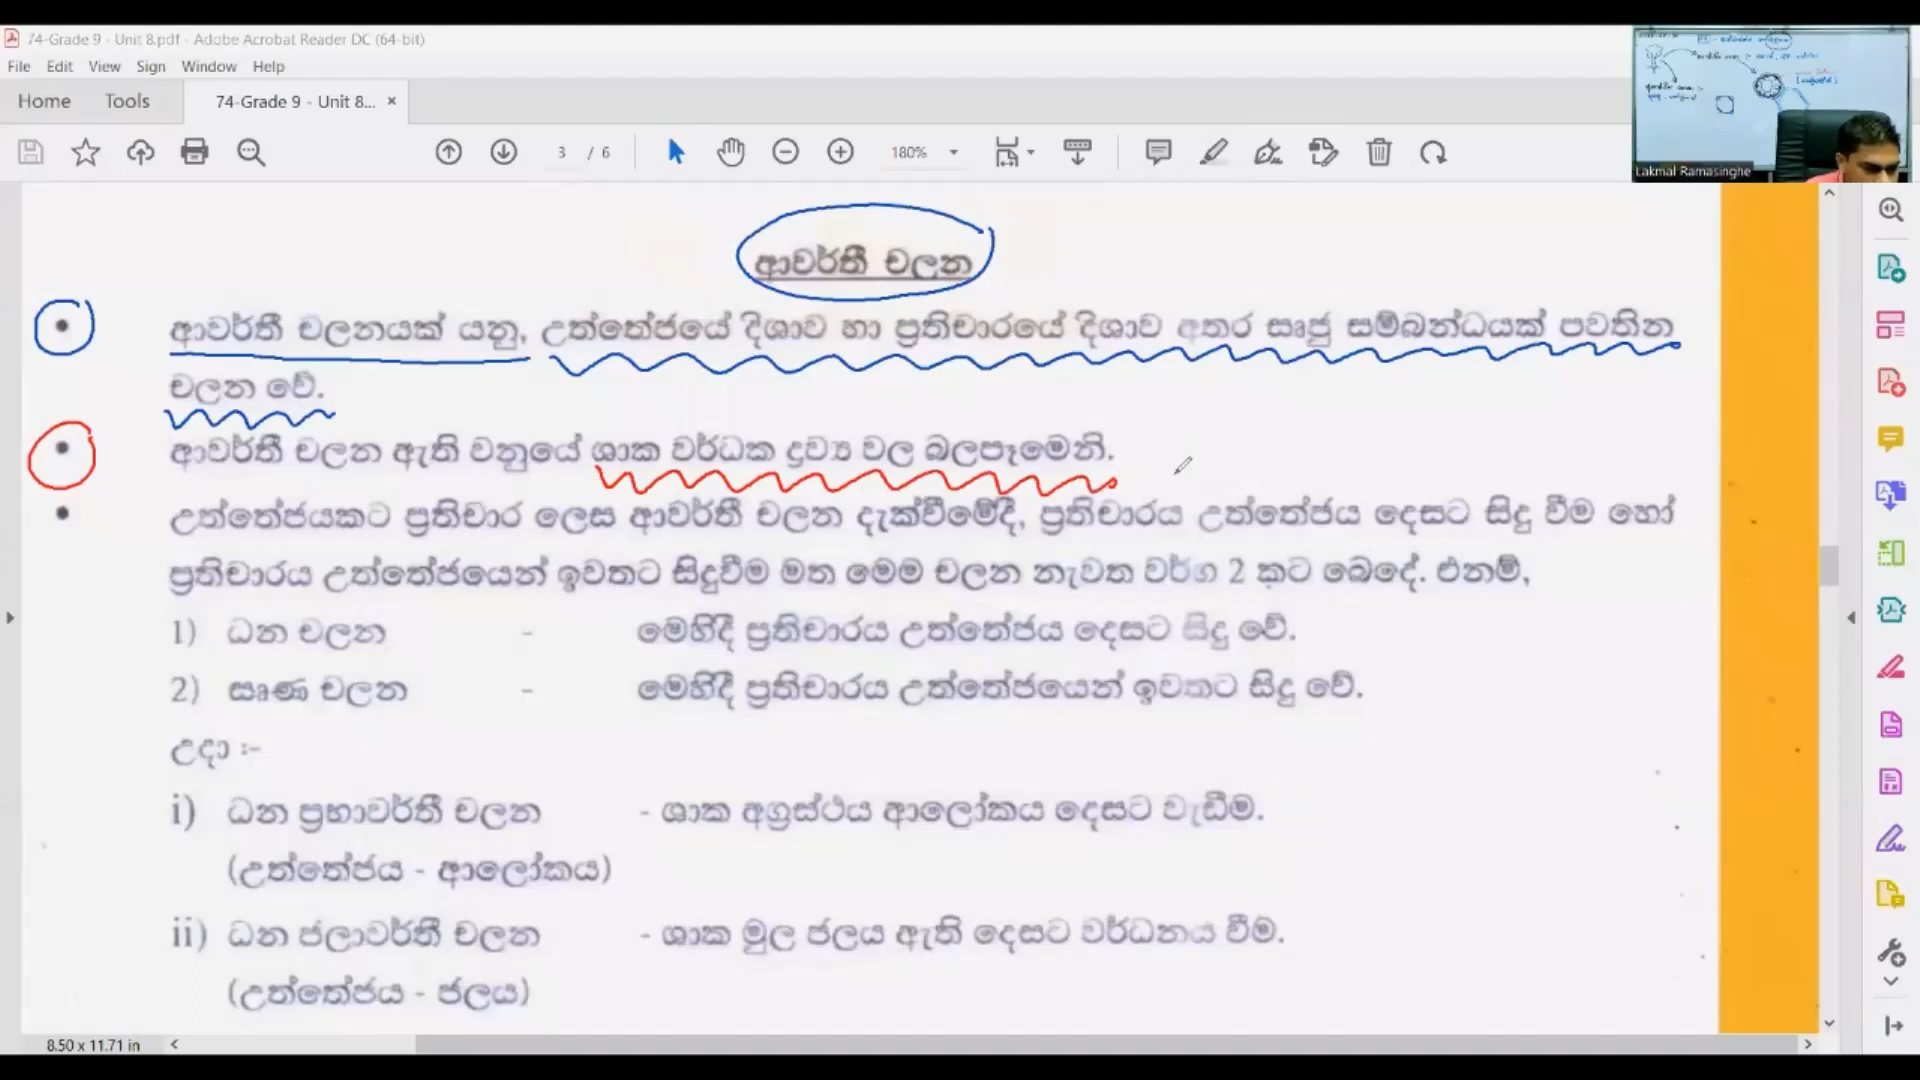 74-Grade 9 - Unit 8.pdf - Adobe Acrobat Reader DC (64-bit)
File Edit View Sign Window Help
Home Tools 74-Grade 9 - Unit 8... ×
3 / 6 180%
Lakmal Ramasinghe
ආවර්තී චලන
• ආවර්තී චලනයක් යනු, උත්තේජයේ දිශාව හා ප්‍රතිචාරයේ දිශාව අතර සෘජු සම්බන්ධයක් පවතින
චලන වේ.
• ආවර්තී චලන ඇති වනුයේ ශාක වර්ධක ද්‍රව්‍ය වල බලපෑමෙනි.
• උත්තේජයකට ප්‍රතිචාර ලෙස ආවර්තී චලන දැක්වීමේදී, ප්‍රතිචාරය උත්තේජය දෙසට සිදු වීම හෝ
ප්‍රතිචාරය උත්තේජයෙන් ඉවතට සිදුවීම මත මෙම චලන නැවත වර්ග 2 කට බෙදේ. එනම්,
1) ධන චලන - මෙහිදී ප්‍රතිචාරය උත්තේජය දෙසට සිදු වේ.
2) සෘණ චලන - මෙහිදී ප්‍රතිචාරය උත්තේජයෙන් ඉවතට සිදු වේ.
උදා :-
i) ධන ප්‍රභාවර්තී චලන - ශාක අග්‍රස්ථය ආලෝකය දෙසට වැඩීම.
(උත්තේජය - ආලෝකය)
ii) ධන ජලාවර්තී චලන - ශාක මුල ජලය ඇති දෙසට වර්ධනය වීම.
(උත්තේජය - ජලය)
8.50 x 11.71 in